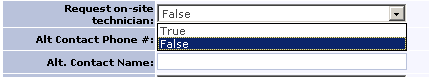 Request on-site
technician:
False
True
False
Alt Contact Phone #:
Alt. Contact Name: